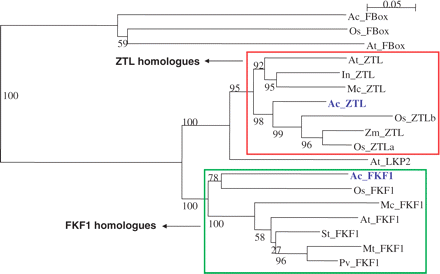 0.05
Ac_FBox
Os_FBox
59
At_FBox
ZTL homologues
At_ZTL
92
In_ZTL
95
95
Mc_ZTL
100
Ac_ZTL
98
Os_ZTLb
99
Zm_ZTL
96
Os_ZTLa
100
At_LKP2
78
Ac_FKF1
Os_FKF1
100
100
Mc_FKF1
FKF1 homologues
At_FKF1
58
St_FKF1
27
Mt_FKF1
96
Pv_FKF1